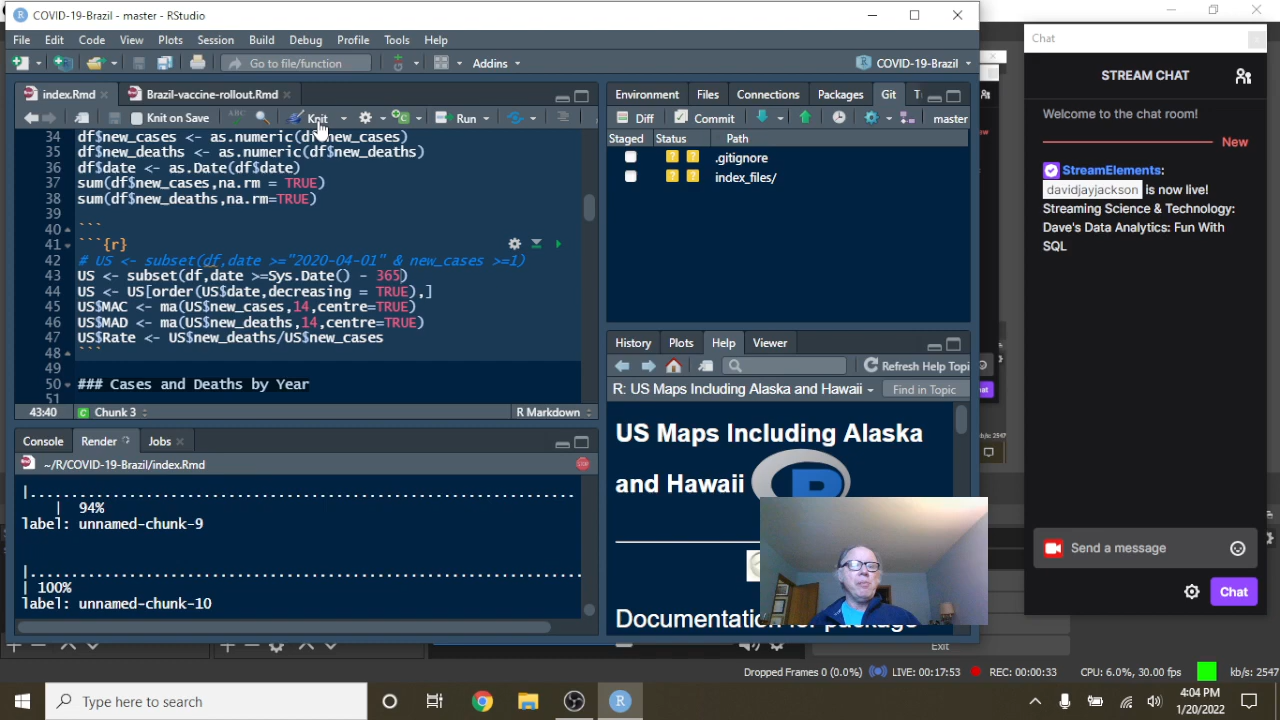 COVID-19-Brazil - master - RStudio
File Edit Code View Plots Session Build Debug Profile Tools Help
Go to file/function
Addins
COVID-19-Brazil
index.Rmd
Brazil-vaccine-rollout.Rmd
Knit on Save
ABC
Knit
Run
34 df$new_cases <- as.numeric(df$new_cases)
35 df$new_deaths <- as.numeric(df$new_deaths)
36 df$date <- as.Date(df$date)
37 sum(df$new_cases,na.rm = TRUE)
38 sum(df$new_deaths,na.rm=TRUE)
39
40 ```
41 ```{r}
42 # US <- subset(df,date >="2020-04-01" & new_cases >=1)
43 US <- subset(df,date >=Sys.Date() - 365)
44 US <- US[order(US$date,decreasing = TRUE),]
45 US$MAC <- ma(US$new_cases,14,centre=TRUE)
46 US$MAD <- ma(US$new_deaths,14,centre=TRUE)
47 US$Rate <- US$new_deaths/US$new_cases
48 ```
49
50 ### Cases and Deaths by Year
51
43:40 Chunk 3 R Markdown
Console Render Jobs
~/R/COVID-19-Brazil/index.Rmd
|......................................................................
| 94%
label: unnamed-chunk-9
|.......................................................................
| 100%
label: unnamed-chunk-10
Environment Files Connections Packages Git
Diff Commit master
Staged Status Path
.gitignore
index_files/
History Plots Help Viewer
Refresh Help Topi
R: US Maps Including Alaska and Hawaii Find in Topic
US Maps Including Alaska
and Hawaii
Documentation for package
Chat
STREAM CHAT
Welcome to the chat room!
New
StreamElements:
davidjayjackson is now live!
Streaming Science & Technology:
Dave's Data Analytics: Fun With
SQL
Send a message
Chat
Exit
Dropped Frames 0 (0.0%) LIVE: 00:17:53 REC: 00:00:33 CPU: 6.0%, 30.00 fps kb/s: 2547
Type here to search
4:04 PM
1/20/2022